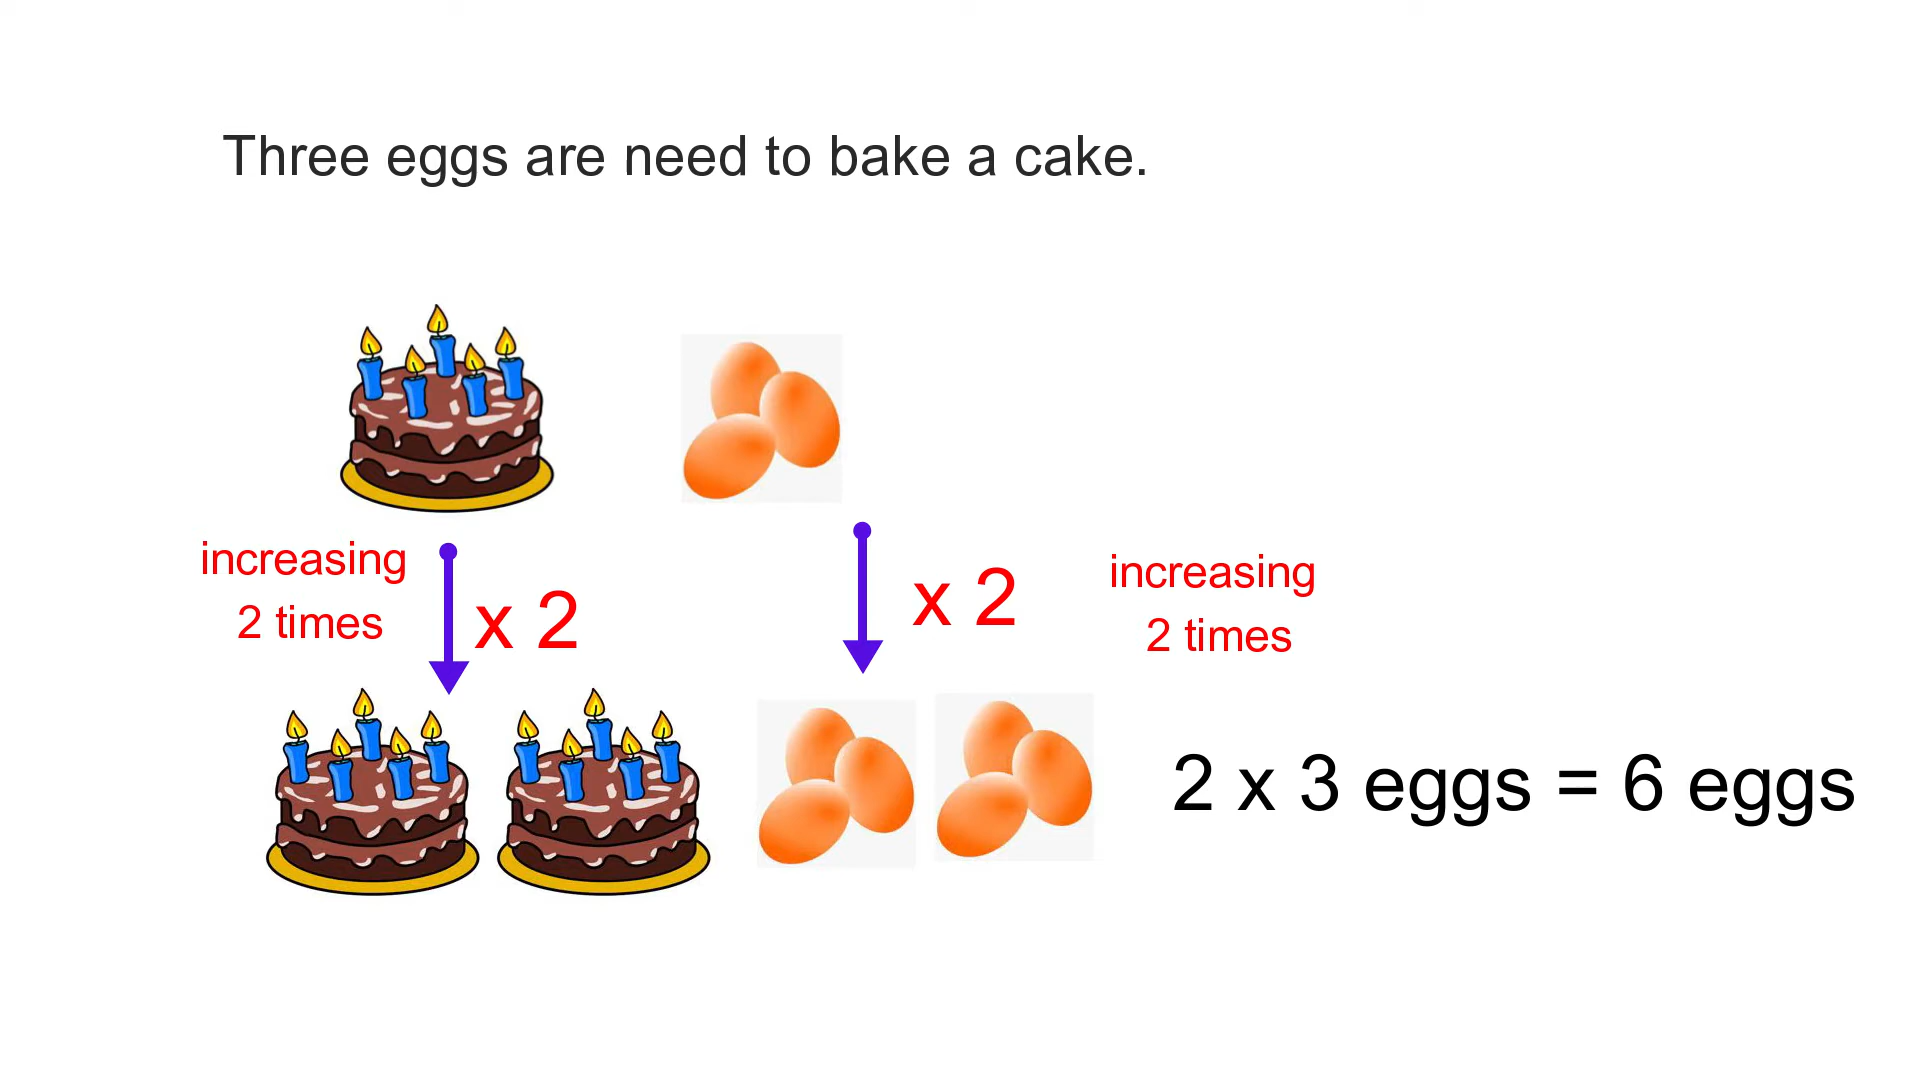 Three eggs are need to bake a cake.
increasing
2 times
x 2
x 2
increasing
2 times
2 x 3 eggs = 6 eggs